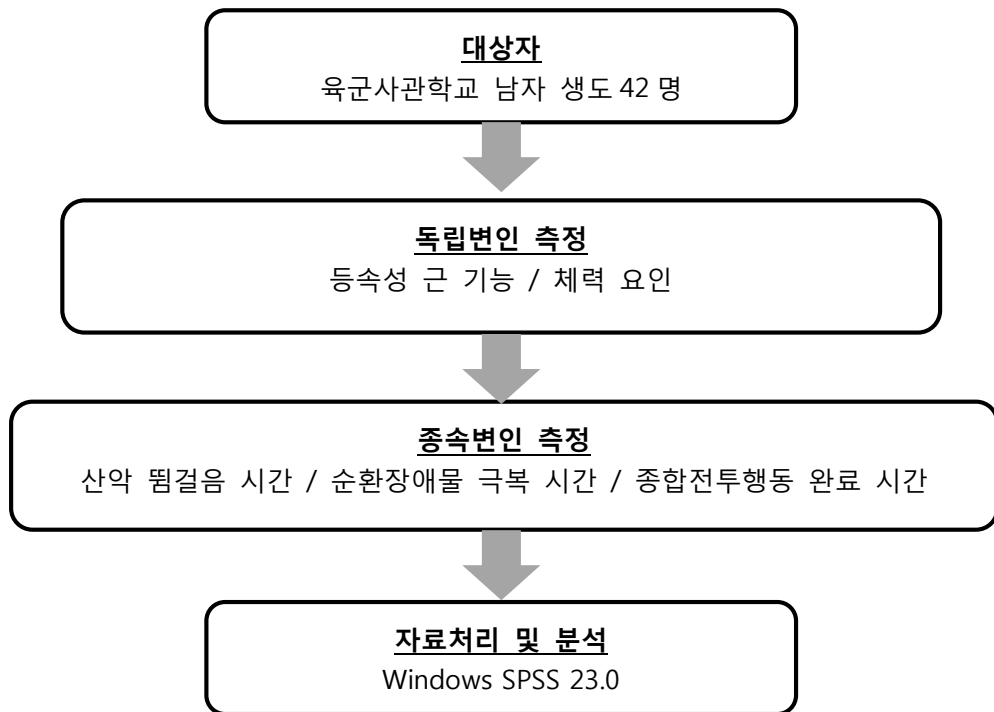 대상자
육군사관학교 남자 생도 42 명
독립변인 측정
등속성 근 기능 / 체력 요인
종속변인 측정
산악 뜀걸음 시간 / 순환장애물 극복 시간 / 종합전투행동 완료 시간
자료처리 및 분석
Windows SPSS 23.0